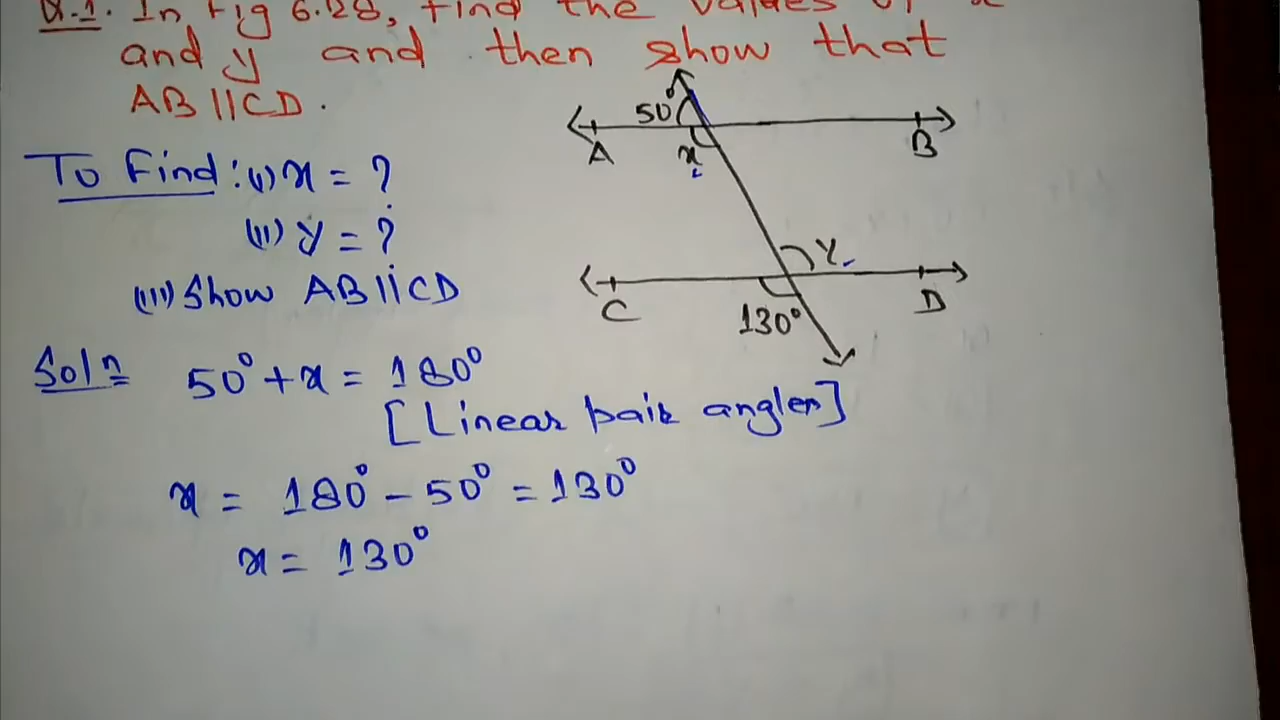 Q.1. In Fig 6.28, find the values of x
and y and then show that
AB || CD.
50°
A
B
x
To Find: (i) x = ?
(ii) y = ?
(iii) Show AB || CD
y
C
D
130°
Soln 50° + x = 180°
[Linear pair angles]
x = 180° - 50° = 130°
x = 130°